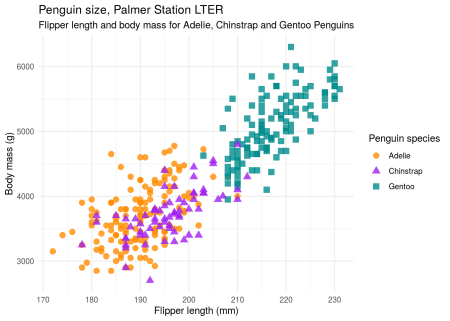 Penguin size, Palmer Station LTER
Flipper length and body mass for Adelie, Chinstrap and Gentoo Penguins
Body mass (g)
6000
5000
4000
3000
170 180 190 200 210 220 230
Flipper length (mm)
Penguin species
Adelie
Chinstrap
Gentoo